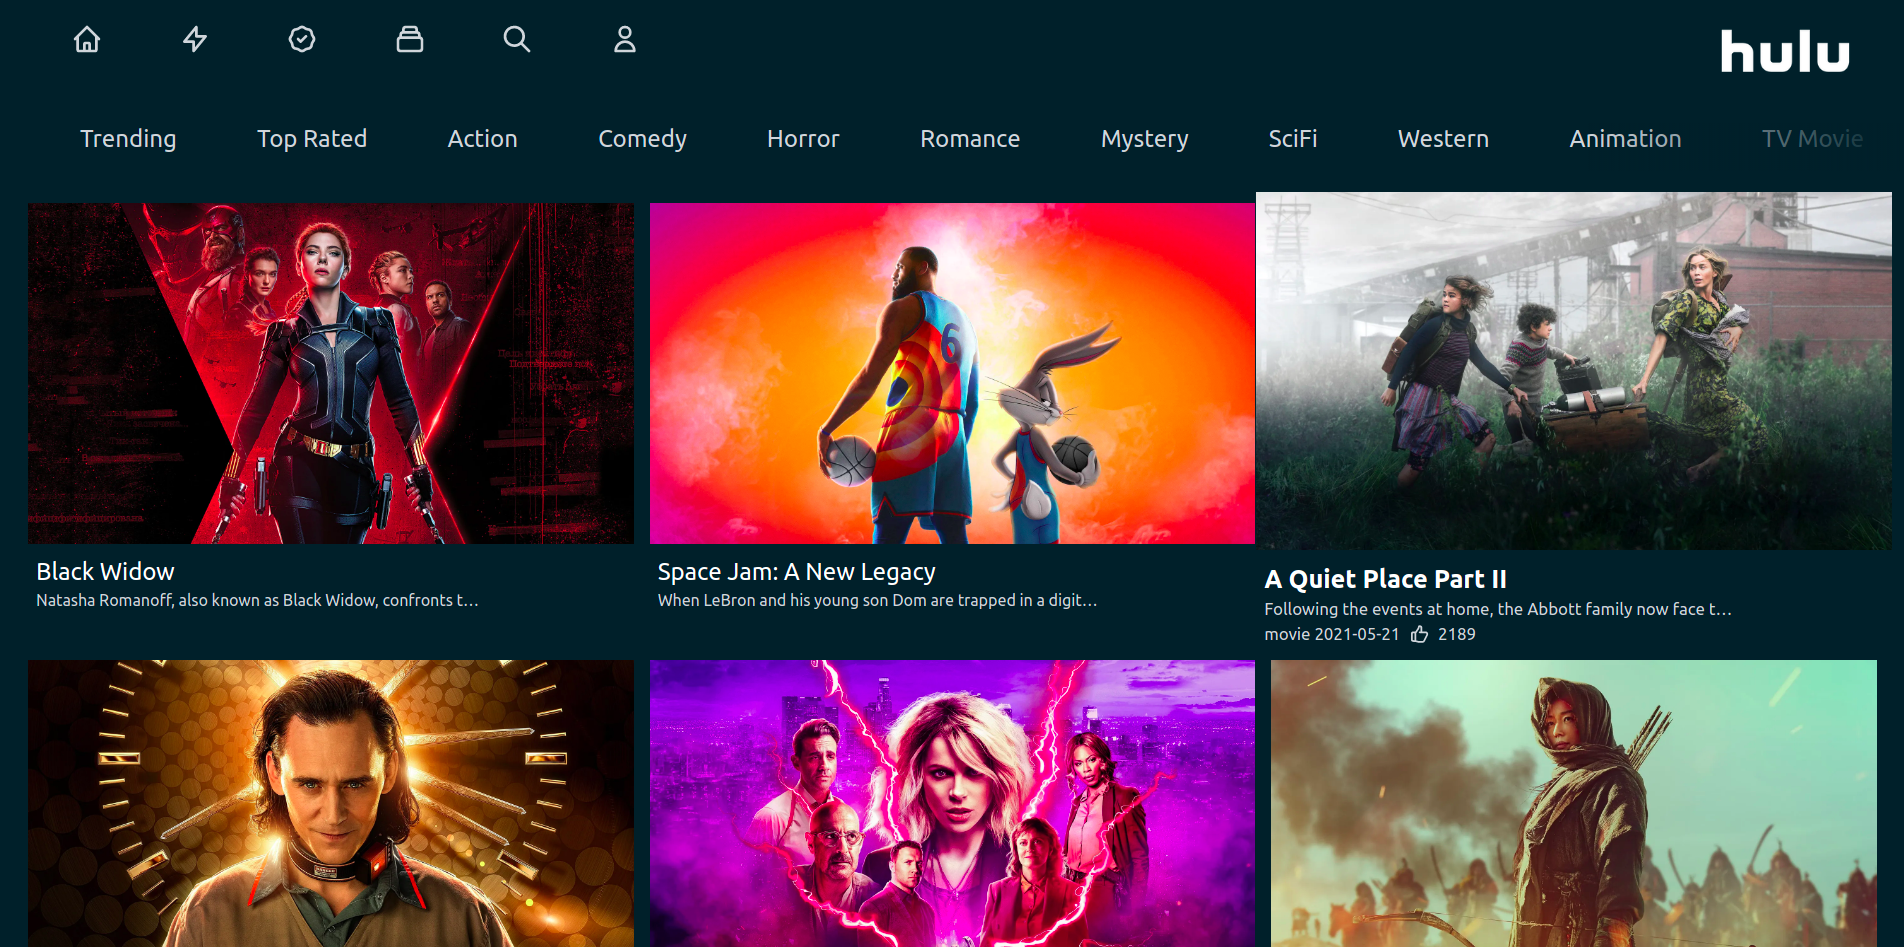 hulu
Trending Top Rated Action Comedy Horror Romance Mystery SciFi Western Animation TV Movie
6
Black Widow
Natasha Romanoff, also known as Black Widow, confronts t...
Space Jam: A New Legacy
When LeBron and his young son Dom are trapped in a digit...
A Quiet Place Part II
Following the events at home, the Abbott family now face t...
movie 2021-05-21 2189